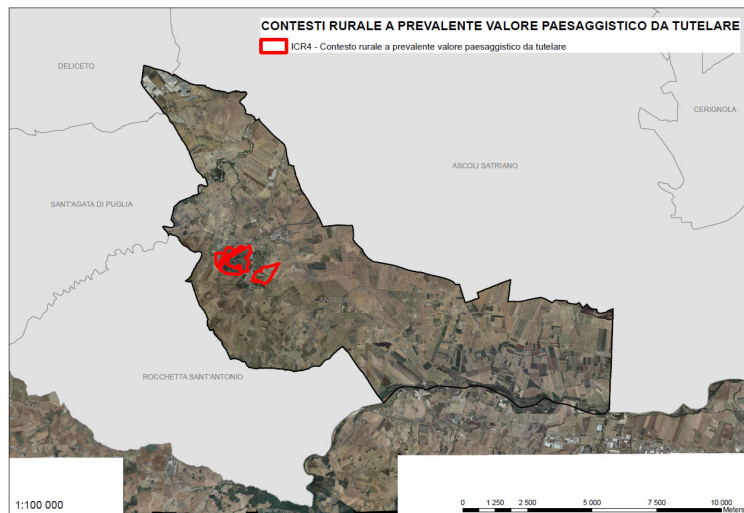 CONTESTI RURALE A PREVALENTE VALORE PAESAGGISTICO DA TUTELARE
ICR4 - Contesto rurale a prevalente valore paesaggistico da tutelare
DELICETO
CERIGNOLA
ASCOLI SATRIANO
SANT'AGATA DI PUGLIA
ROCCHETTA SANT'ANTONIO
1:100 000
0 1 250 2 500 5 000 7 500 10 000
Meters